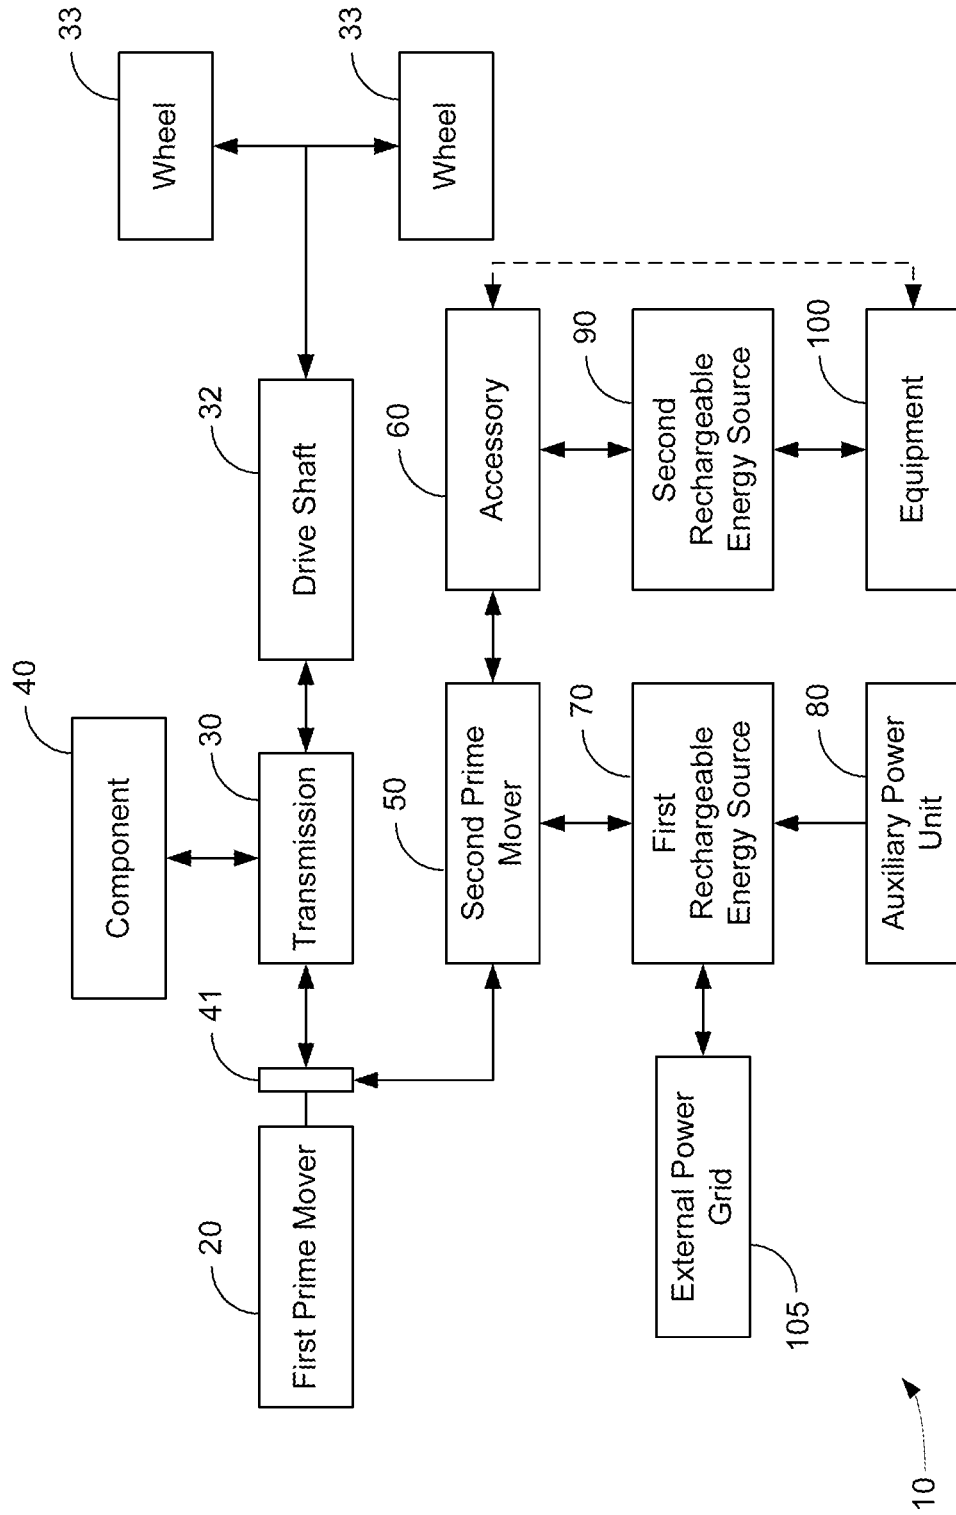 40
Component
33
Wheel
20
First Prime Mover
41
30
Transmission
32
Drive Shaft
33
Wheel
50
Second Prime
Mover
60
Accessory
105
External Power
Grid
70
First
Rechargeable
Energy Source
90
Second
Rechargeable
Energy Source
80
Auxiliary Power
Unit
100
Equipment
10